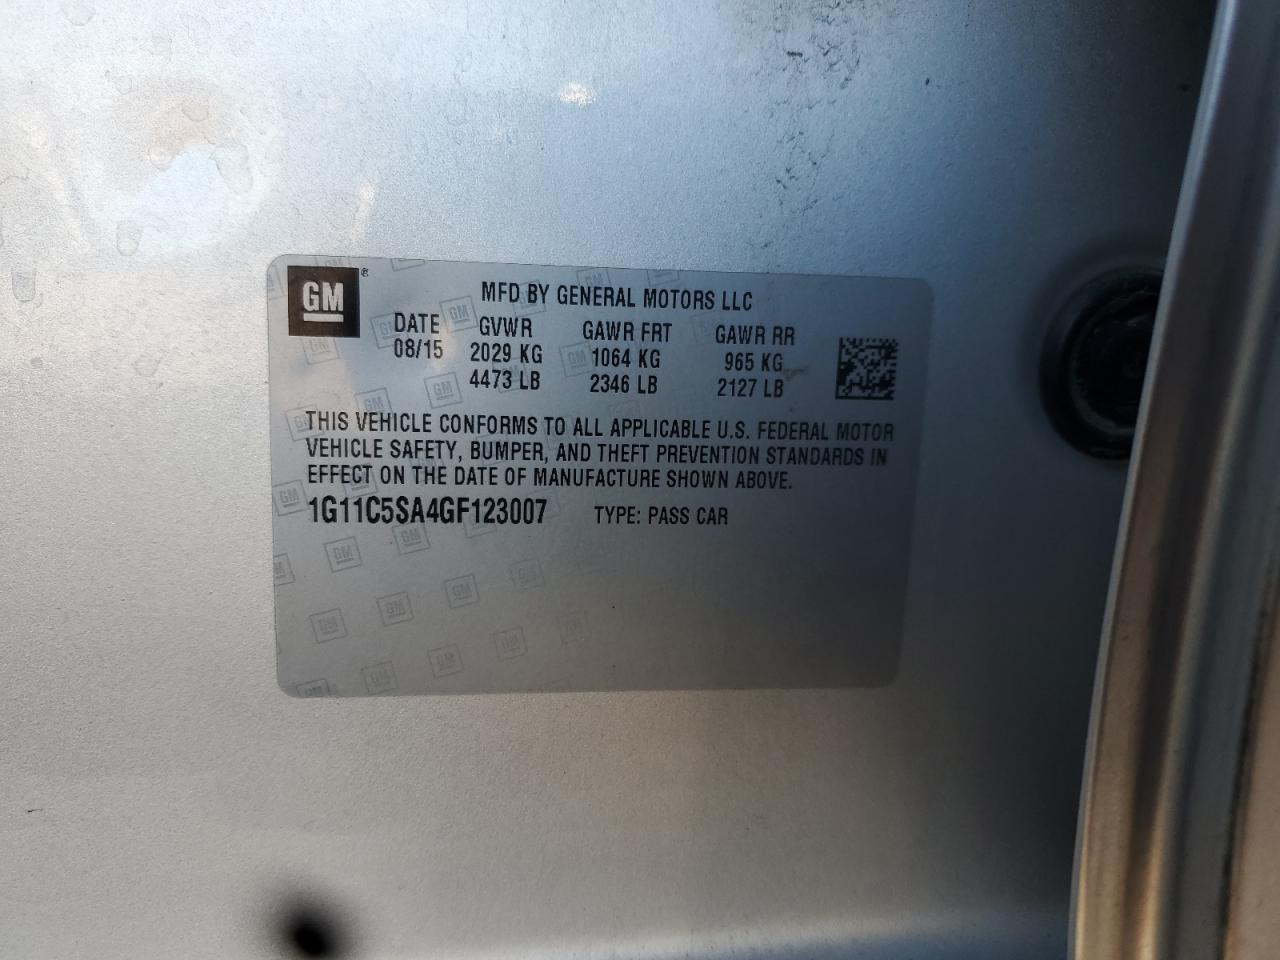 GM ®
MFD BY GENERAL MOTORS LLC
DATE GVWR GAWR FRT GAWR RR
08/15 2029 KG 1064 KG 965 KG
4473 LB 2346 LB 2127 LB
THIS VEHICLE CONFORMS TO ALL APPLICABLE U.S. FEDERAL MOTOR
VEHICLE SAFETY, BUMPER, AND THEFT PREVENTION STANDARDS IN
EFFECT ON THE DATE OF MANUFACTURE SHOWN ABOVE.
1G11C5SA4GF123007 TYPE: PASS CAR